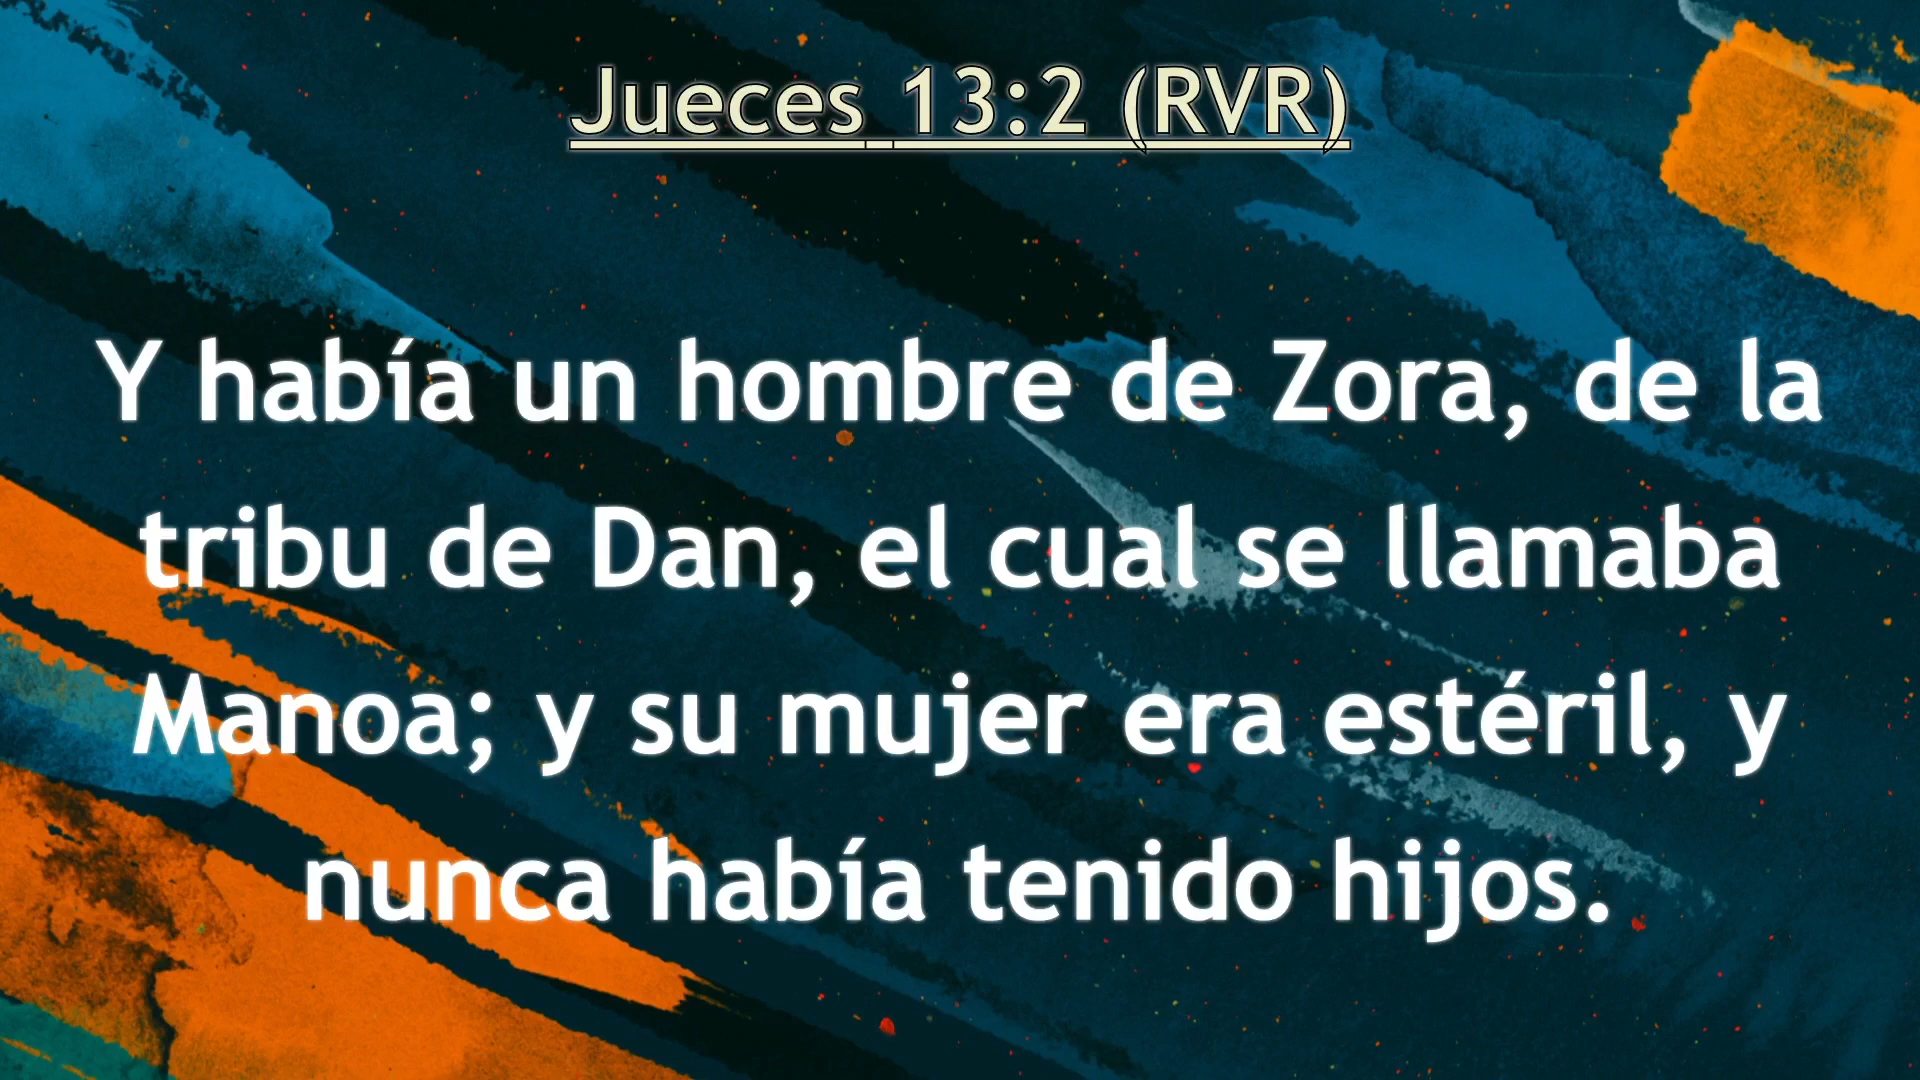 Jueces 13:2 (RVR)
Y había un hombre de Zora, de la
tribu de Dan, el cual se llamaba
Manoa; y su mujer era estéril, y
nunca había tenido hijos.